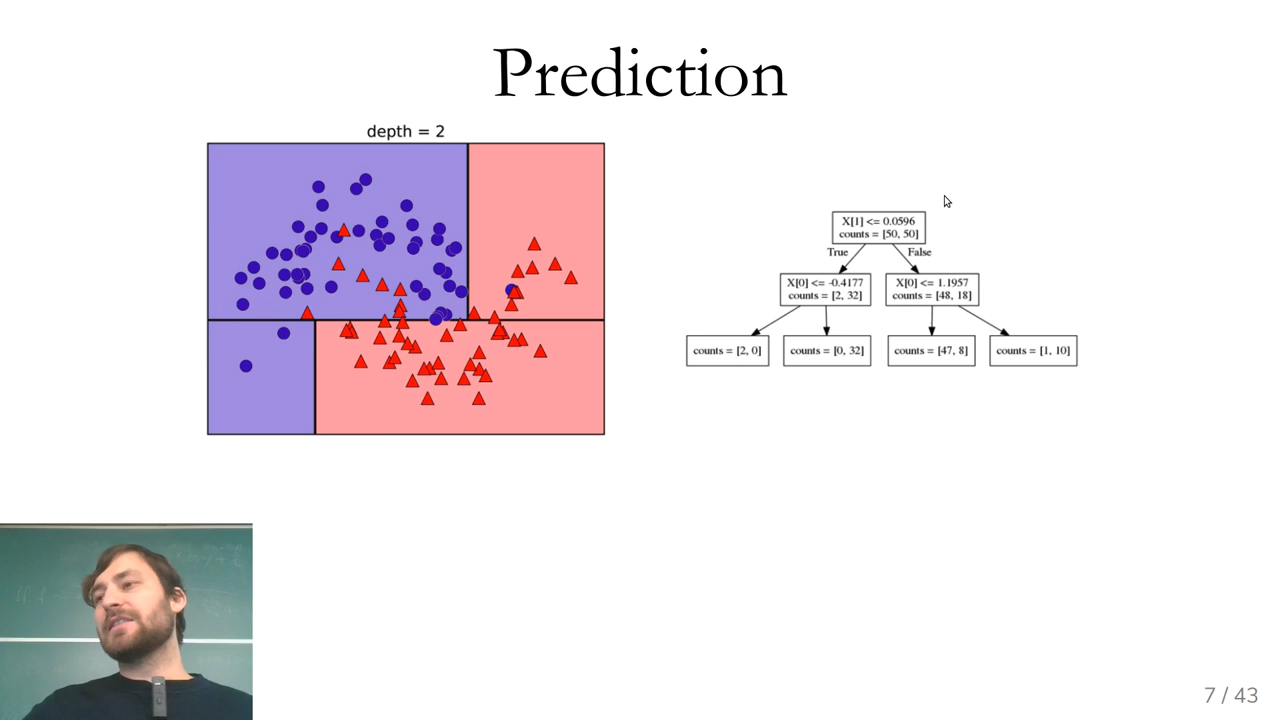 Prediction
depth = 2
X[1] <= 0.0596
counts = [50, 50]
True
False
X[0] <= -0.4177
counts = [2, 32]
X[0] <= 1.1957
counts = [48, 18]
counts = [2, 0]
counts = [0, 32]
counts = [47, 8]
counts = [1, 10]
7 / 43